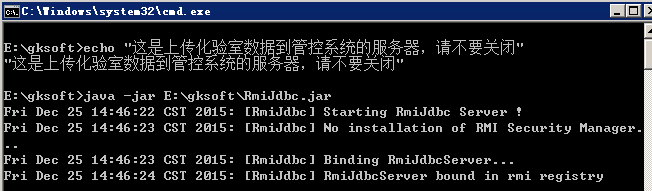 C:\Windows\system32\cmd.exe
E:\gksoft>echo "这是上传化验室数据到管控系统的服务器，请不要关闭"
"这是上传化验室数据到管控系统的服务器，请不要关闭"
E:\gksoft>java -jar E:\gksoft\RmiJdbc.jar
Fri Dec 25 14:46:22 CST 2015: [RmiJdbc] Starting RmiJdbc Server !
Fri Dec 25 14:46:23 CST 2015: [RmiJdbc] No installation of RMI Security Manager.
..
Fri Dec 25 14:46:23 CST 2015: [RmiJdbc] Binding RmiJdbcServer...
Fri Dec 25 14:46:24 CST 2015: [RmiJdbc] RmiJdbcServer bound in rmi registry